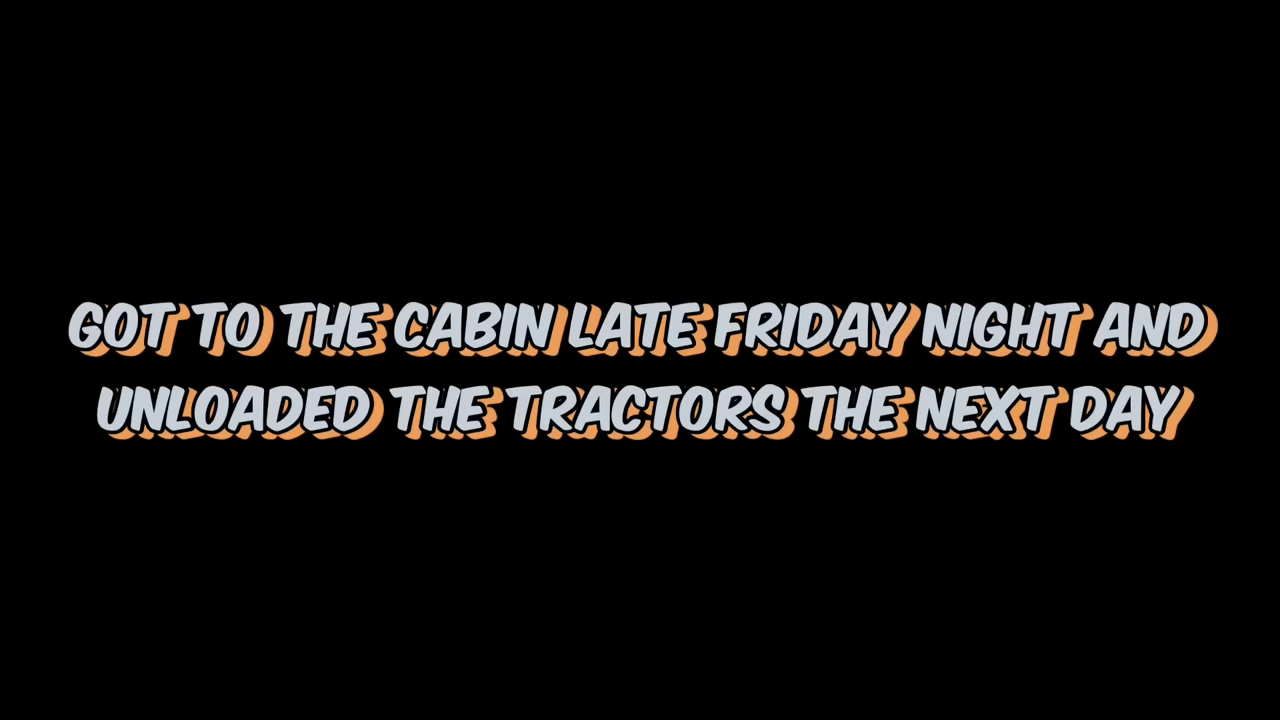 GOT TO THE CABIN LATE FRIDAY NIGHT AND
UNLOADED THE TRACTORS THE NEXT DAY